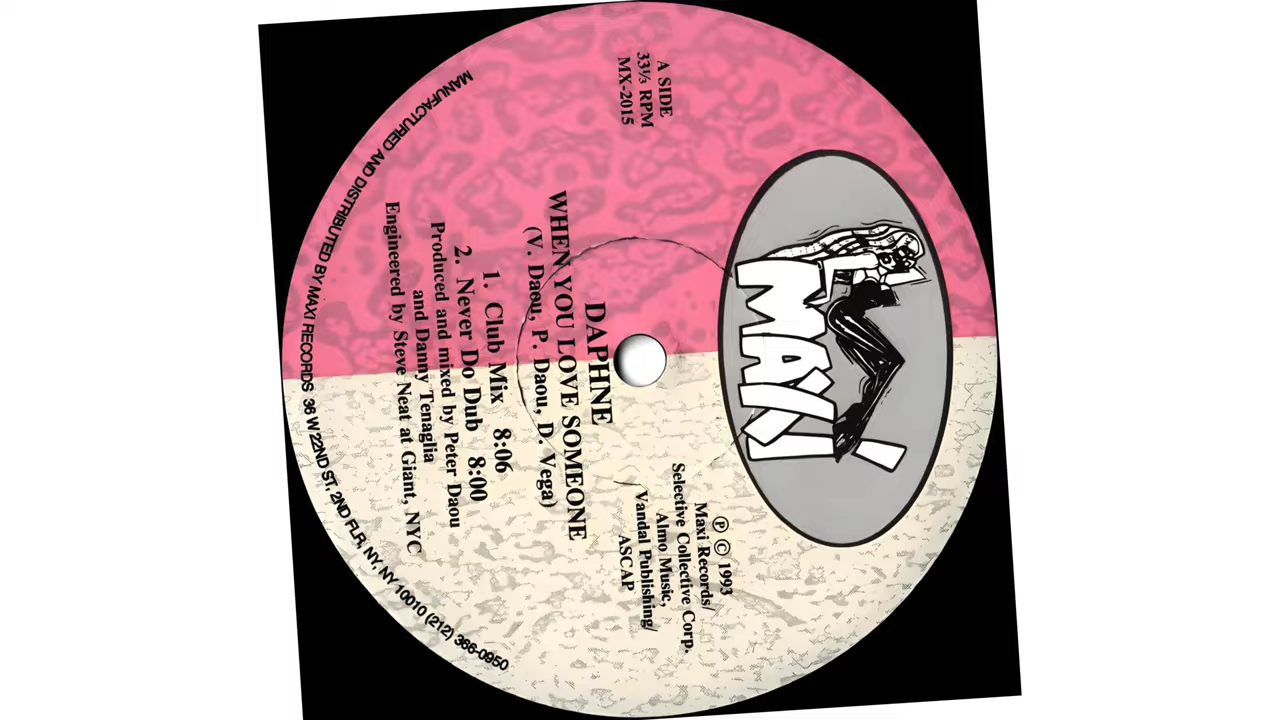 MAXI!
A SIDE
33⅓ RPM
MX-2015
℗ © 1993
Maxi Records/
Selective Collective Corp.
Almo Music,
Vandal Publishing/
ASCAP
DAPHNE
WHEN YOU LOVE SOMEONE
(V. Daou, P. Daou, D. Vega)
1. Club Mix 8:06
2. Never Do Dub 8:00
Produced and mixed by Peter Daou
and Danny Tenaglia
Engineered by Steve Neat at Giant, NYC
MANUFACTURED AND DISTRIBUTED BY MAXI RECORDS 36 W 22ND ST, 2ND FLR, NY, NY 10010 (212) 366-0950